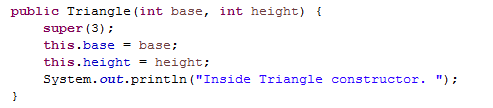 public Triangle(int base, int height) {
    super(3);
    this.base = base;
    this.height = height;
    System.out.println("Inside Triangle constructor. ");
}